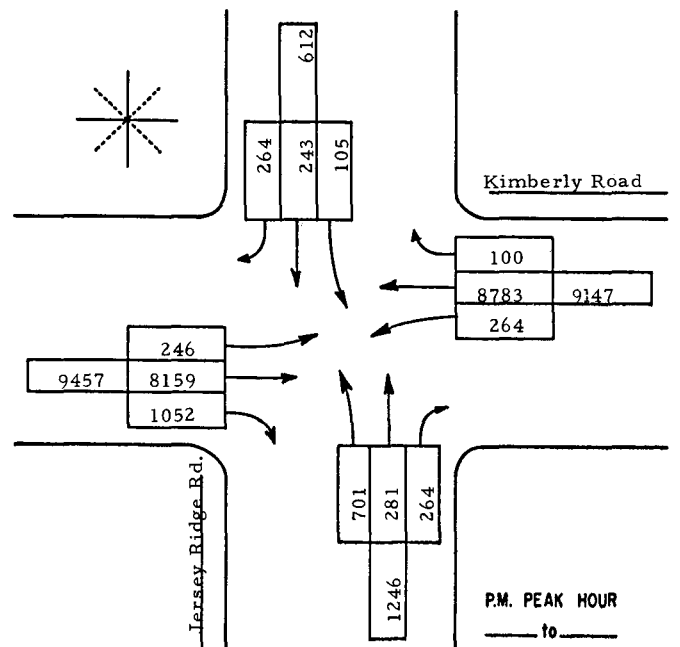 612
264 243 105
Kimberly Road
100
8783 9147
264
246
9457 8159
1052
701 281 264
1246
Jersey Ridge Rd.
P.M. PEAK HOUR
to